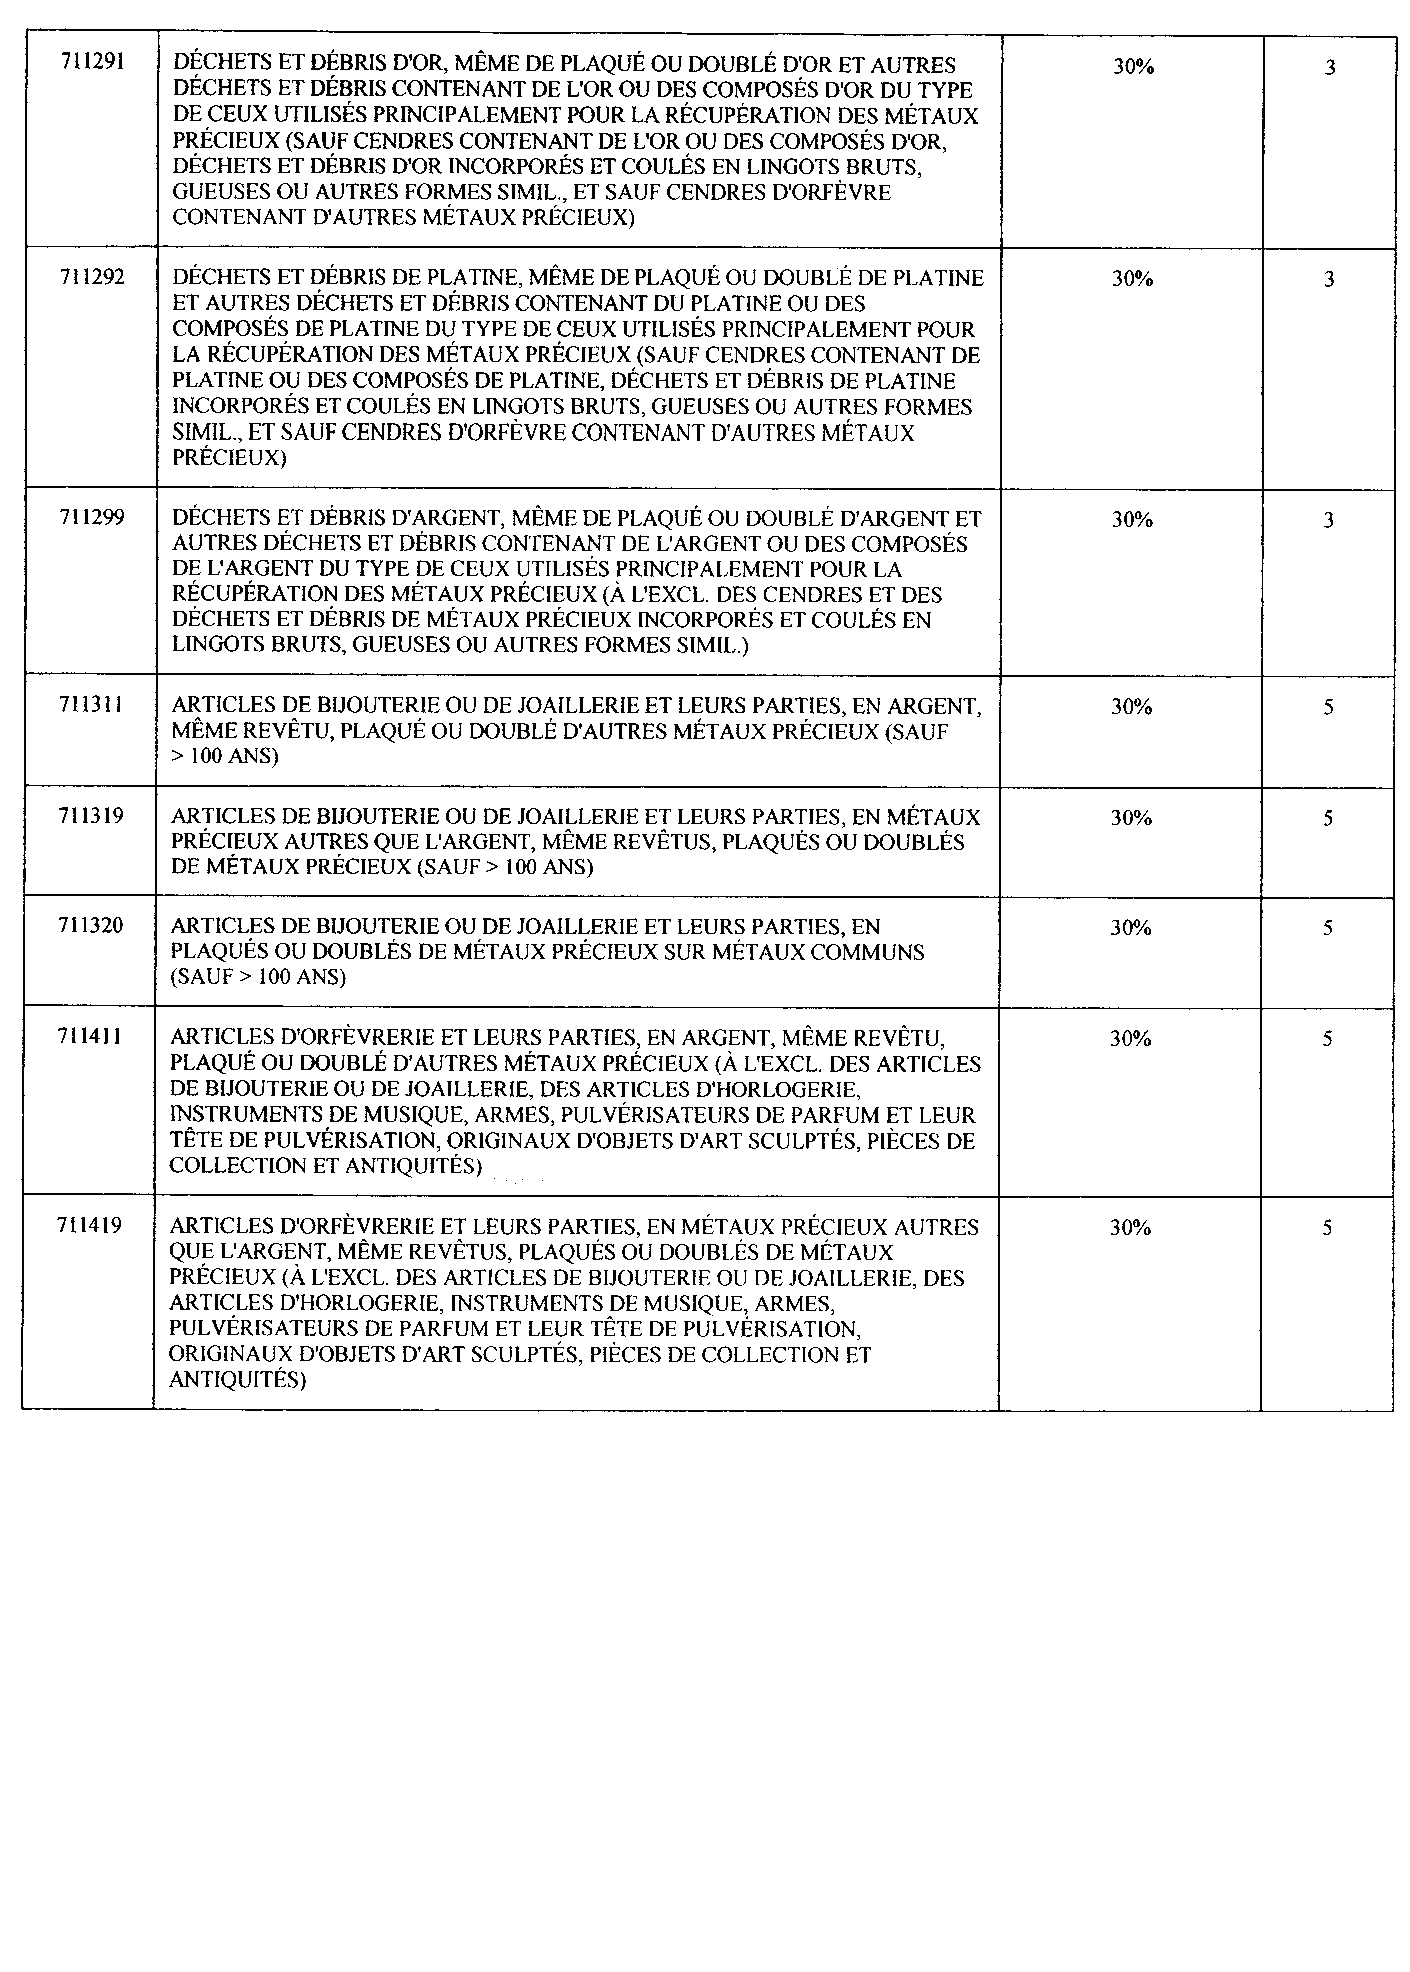 711291 DÉCHETS ET DÉBRIS D'OR, MÊME DE PLAQUÉ OU DOUBLÉ D'OR ET AUTRES 30% 3
DÉCHETS ET DÉBRIS CONTENANT DE L'OR OU DES COMPOSÉS D'OR DU TYPE
DE CEUX UTILISÉS PRINCIPALEMENT POUR LA RÉCUPÉRATION DES MÉTAUX
PRÉCIEUX (SAUF CENDRES CONTENANT DE L'OR OU DES COMPOSÉS D'OR,
DÉCHETS ET DÉBRIS D'OR INCORPORÉS ET COULÉS EN LINGOTS BRUTS,
GUEUSES OU AUTRES FORMES SIMIL., ET SAUF CENDRES D'ORFÈVRE
CONTENANT D'AUTRES MÉTAUX PRÉCIEUX)
711292 DÉCHETS ET DÉBRIS DE PLATINE, MÊME DE PLAQUÉ OU DOUBLÉ DE PLATINE 30% 3
ET AUTRES DÉCHETS ET DÉBRIS CONTENANT DU PLATINE OU DES
COMPOSÉS DE PLATINE DU TYPE DE CEUX UTILISÉS PRINCIPALEMENT POUR
LA RÉCUPÉRATION DES MÉTAUX PRÉCIEUX (SAUF CENDRES CONTENANT DE
PLATINE OU DES COMPOSÉS DE PLATINE, DÉCHETS ET DÉBRIS DE PLATINE
INCORPORÉS ET COULÉS EN LINGOTS BRUTS, GUEUSES OU AUTRES FORMES
SIMIL., ET SAUF CENDRES D'ORFÈVRE CONTENANT D'AUTRES MÉTAUX
PRÉCIEUX)
711299 DÉCHETS ET DÉBRIS D'ARGENT, MÊME DE PLAQUÉ OU DOUBLÉ D'ARGENT ET 30% 3
AUTRES DÉCHETS ET DÉBRIS CONTENANT DE L'ARGENT OU DES COMPOSÉS
DE L'ARGENT DU TYPE DE CEUX UTILISÉS PRINCIPALEMENT POUR LA
RÉCUPÉRATION DES MÉTAUX PRÉCIEUX (À L'EXCL. DES CENDRES ET DES
DÉCHETS ET DÉBRIS DE MÉTAUX PRÉCIEUX INCORPORÉS ET COULÉS EN
LINGOTS BRUTS, GUEUSES OU AUTRES FORMES SIMIL.)
711311 ARTICLES DE BIJOUTERIE OU DE JOAILLERIE ET LEURS PARTIES, EN ARGENT, 30% 5
MÊME REVÊTU, PLAQUÉ OU DOUBLÉ D'AUTRES MÉTAUX PRÉCIEUX (SAUF
> 100 ANS)
711319 ARTICLES DE BIJOUTERIE OU DE JOAILLERIE ET LEURS PARTIES, EN MÉTAUX 30% 5
PRÉCIEUX AUTRES QUE L'ARGENT, MÊME REVÊTUS, PLAQUÉS OU DOUBLÉS
DE MÉTAUX PRÉCIEUX (SAUF > 100 ANS)
711320 ARTICLES DE BIJOUTERIE OU DE JOAILLERIE ET LEURS PARTIES, EN 30% 5
PLAQUÉS OU DOUBLÉS DE MÉTAUX PRÉCIEUX SUR MÉTAUX COMMUNS
(SAUF > 100 ANS)
711411 ARTICLES D'ORFÈVRERIE ET LEURS PARTIES, EN ARGENT, MÊME REVÊTU, 30% 5
PLAQUÉ OU DOUBLÉ D'AUTRES MÉTAUX PRÉCIEUX (À L'EXCL. DES ARTICLES
DE BIJOUTERIE OU DE JOAILLERIE, DES ARTICLES D'HORLOGERIE,
INSTRUMENTS DE MUSIQUE, ARMES, PULVÉRISATEURS DE PARFUM ET LEUR
TÊTE DE PULVÉRISATION, ORIGINAUX D'OBJETS D'ART SCULPTÉS, PIÈCES DE
COLLECTION ET ANTIQUITÉS)
711419 ARTICLES D'ORFÈVRERIE ET LEURS PARTIES, EN MÉTAUX PRÉCIEUX AUTRES 30% 5
QUE L'ARGENT, MÊME REVÊTUS, PLAQUÉS OU DOUBLÉS DE MÉTAUX
PRÉCIEUX (À L'EXCL. DES ARTICLES DE BIJOUTERIE OU DE JOAILLERIE, DES
ARTICLES D'HORLOGERIE, INSTRUMENTS DE MUSIQUE, ARMES,
PULVÉRISATEURS DE PARFUM ET LEUR TÊTE DE PULVÉRISATION,
ORIGINAUX D'OBJETS D'ART SCULPTÉS, PIÈCES DE COLLECTION ET
ANTIQUITÉS)